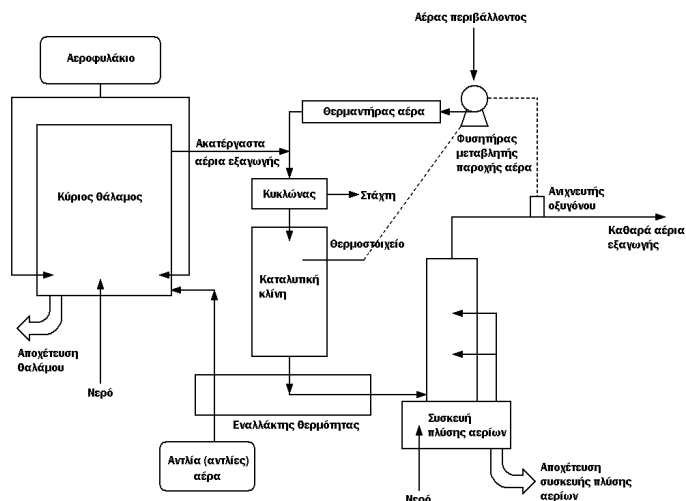 Αέρας περιβάλλοντος
Αεροφυλάκιο
Θερμαντήρας αέρα
Φυσητήρας
μεταβλητής
παροχής αέρα
Ακατέργαστα
αέρια εξαγωγής
Κύριος θάλαμος
Κυκλώνας
Στάχτη
Ανιχνευτής
οξυγόνου
Καθαρά αέρια
εξαγωγής
Θερμοστοιχείο
Καταλυτική
κλίνη
Αποχέτευση
θαλάμου
Νερό
Εναλλάκτης θερμότητας
Συσκευή
πλύσης αερίων
Αντλία (αντλίες)
αέρα
Αποχέτευση
συσκευής πλύσης
αερίων
Νερό